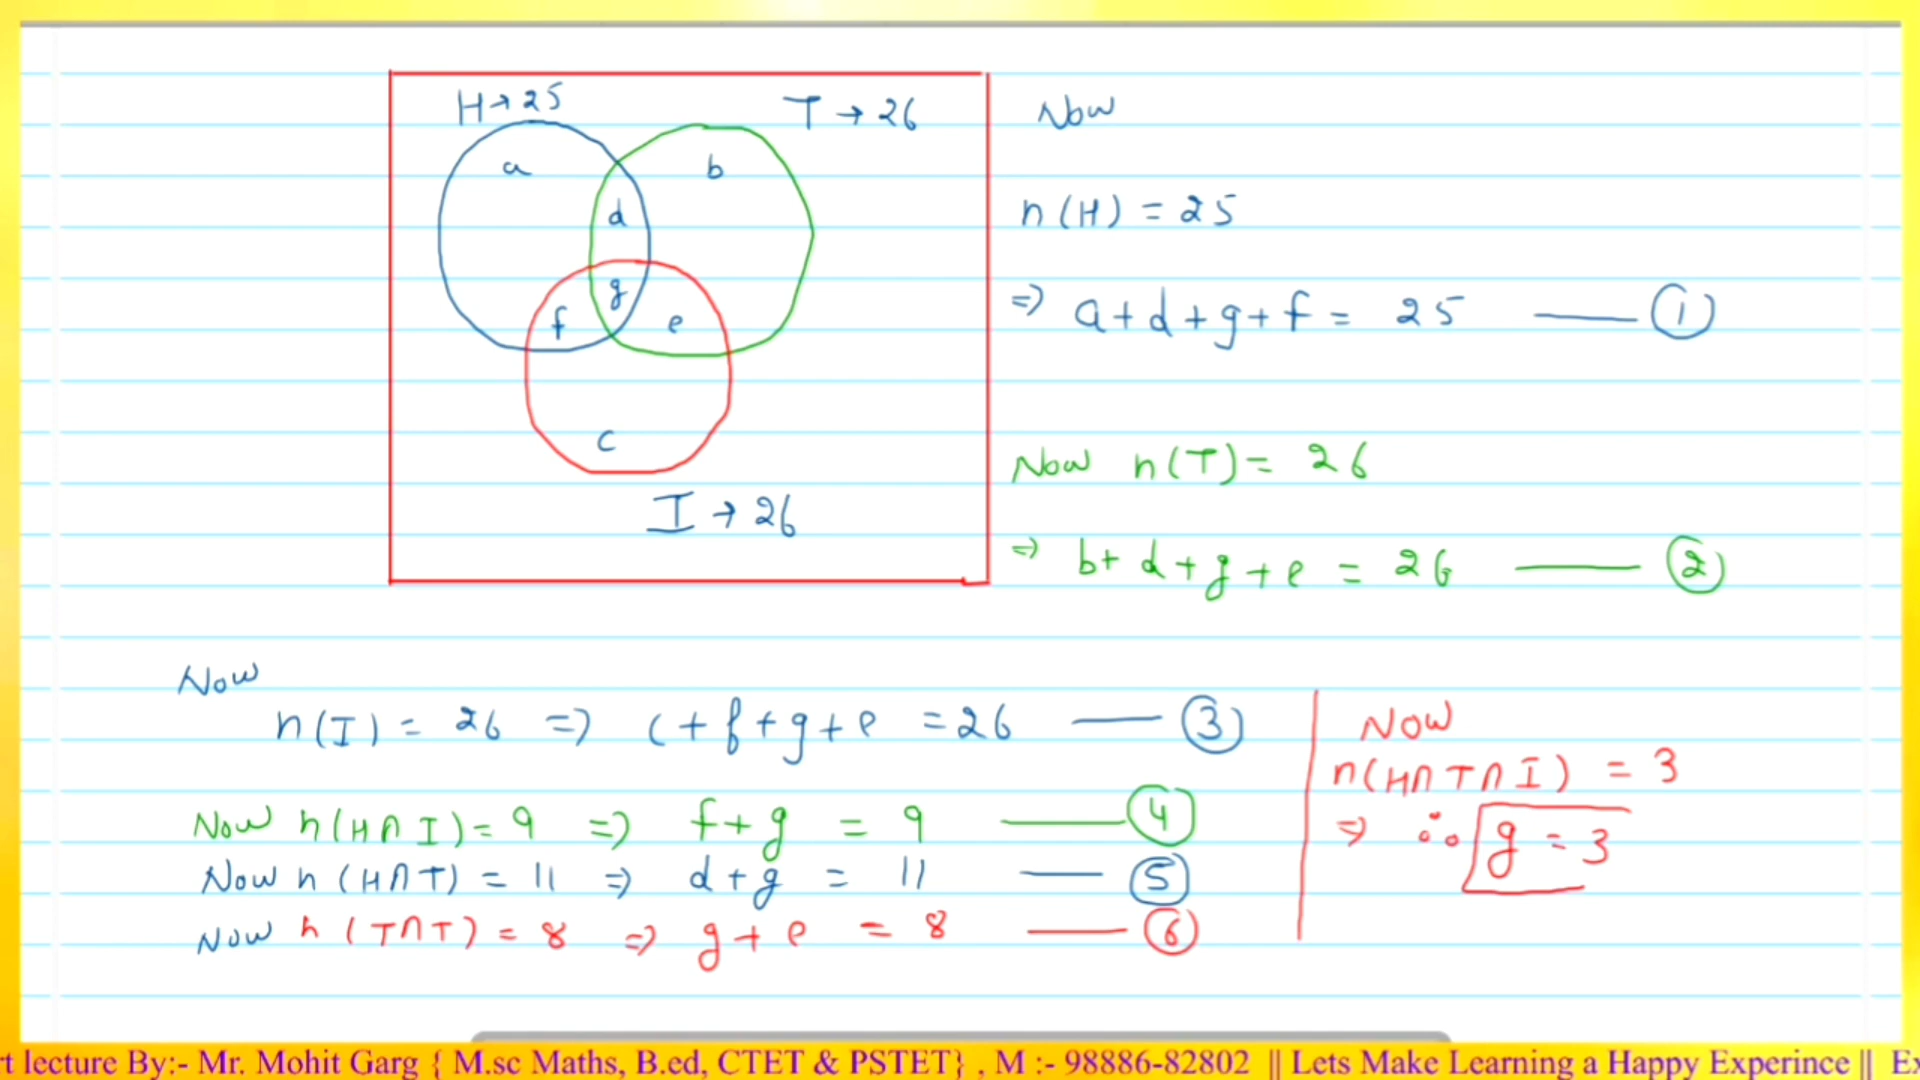 H → 25
T → 26
a
b
d
g
f
e
c
I → 26
Now
n(H) = 25
⇒ a+d+g+f = 25 —— ①
Now n(T) = 26
⇒ b+d+g+e = 26 —— ②
Now
n(I) = 26 ⇒ c+f+g+e = 26 —— ③
Now n(H∩I) = 9 ⇒ f+g = 9 —— ④
Now n(H∩T) = 11 ⇒ d+g = 11 —— ⑤
Now n(T∩T) = 8 ⇒ g+e = 8 —— ⑥
Now
n(H∩T∩I) = 3
⇒ ∴ g = 3
rt lecture By:- Mr. Mohit Garg { M.sc Maths, B.ed, CTET & PSTET} , M :- 98886-82802 || Lets Make Learning a Happy Experince || Ex